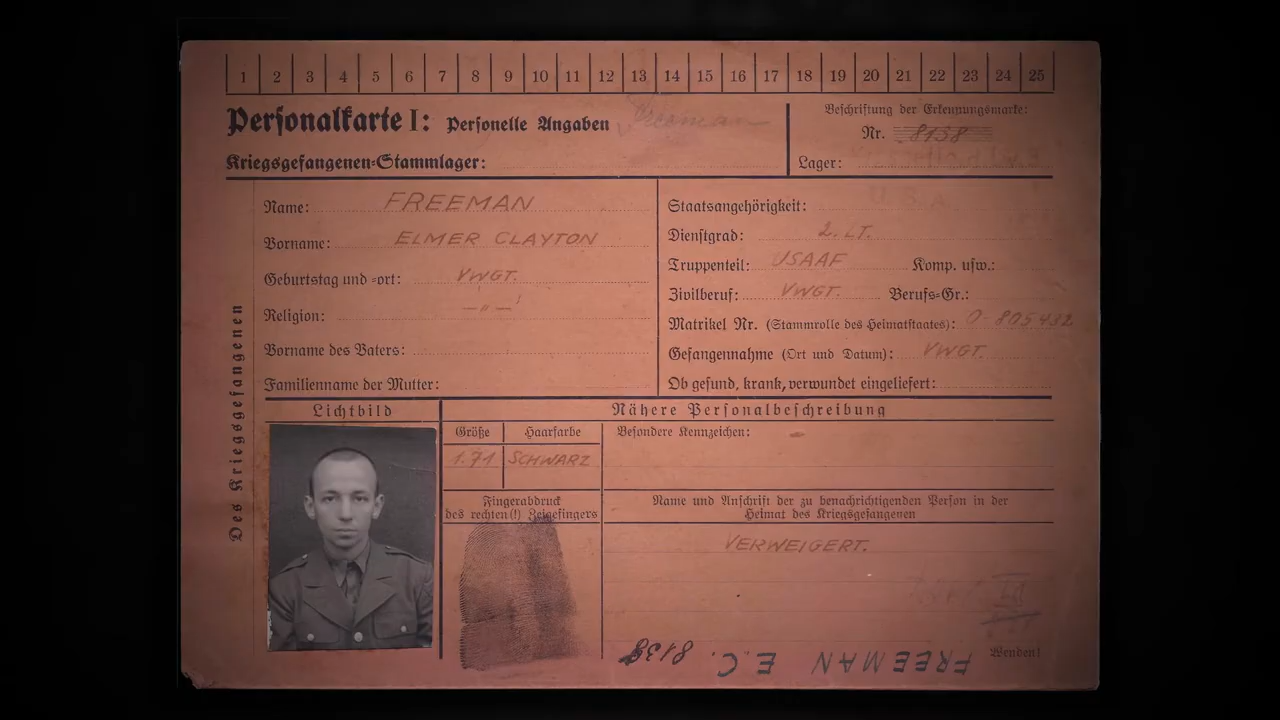 1 2 3 4 5 6 7 8 9 10 11 12 13 14 15 16 17 18 19 20 21 22 23 24 25
Personalkarte I: Personelle Angaben Freeman
Beschriftung der Erkennungsmarke:
Nr. 8138
Kriegsgefangenen-Stammlager:
Lager:
Des Kriegsgefangenen
Name: FREEMAN
Vorname: ELMER CLAYTON
Geburtstag und -ort: VWGT.
Religion: —〃—
Vorname des Vaters:
Familienname der Mutter:
Staatsangehörigkeit: U.S.A.
Dienstgrad: 2. LT.
Truppenteil: USAAF Komp. usw.:
Zivilberuf: VWGT. Berufs-Gr.:
Matrikel Nr. (Stammrolle des Heimatstaates): O-805432
Gefangennahme (Ort und Datum): VWGT.
Ob gesund, krank, verwundet eingeliefert:
Lichtbild
Nähere Personalbeschreibung
Größe Haarfarbe
1.71 SCHWARZ
Besondere Kennzeichen: -
Fingerabdruck
des rechten(!) Zeigefingers
Name und Anschrift der zu benachrichtigenden Person in der
Heimat des Kriegsgefangenen
VERWEIGERT.
Wenden!
FREEMAN E.C. 8138